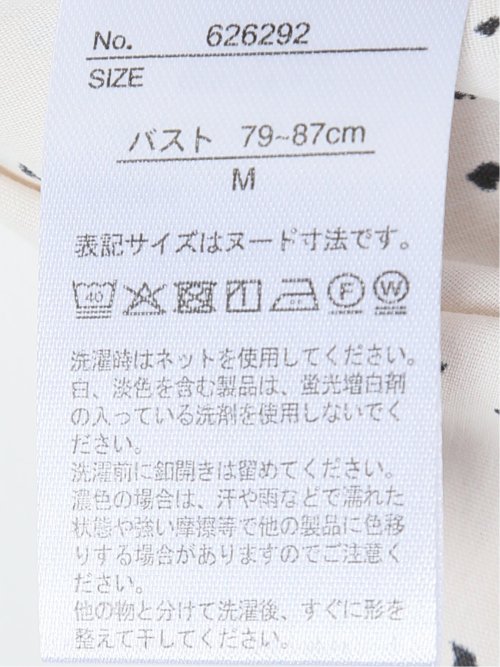 No. 626292
SIZE
バスト 79~87cm
M
表記サイズはヌード寸法です。
40 F W
洗濯時はネットを使用してください。
白、淡色を含む製品は、蛍光増白剤
の入っている洗剤を使用しないでく
ださい。
洗濯前に釦開きは留めてください。
濃色の場合は、汗や雨などで濡れた
状態や強い摩擦等で他の製品に色移
りする場合がありますのでご注意く
ださい。
他の物と分けて洗濯後、すぐに形を
整えて干してください。